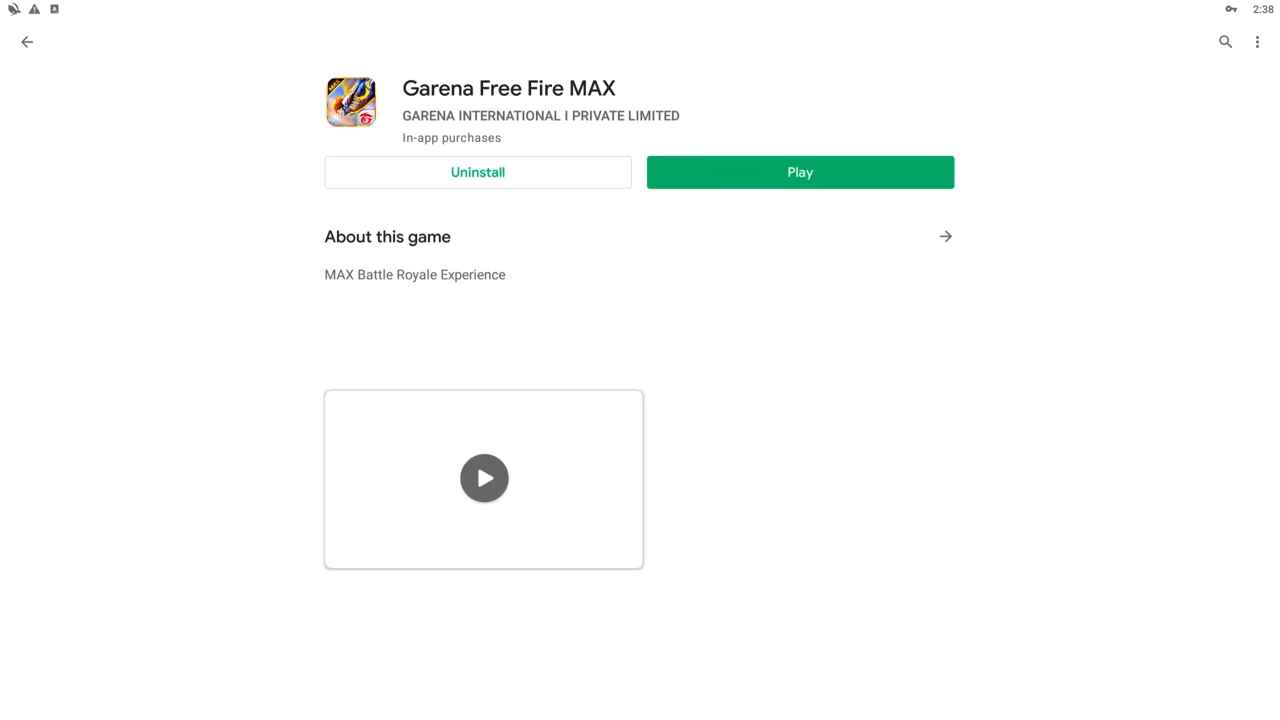 2:38
Garena Free Fire MAX
GARENA INTERNATIONAL I PRIVATE LIMITED
In-app purchases
Uninstall
Play
About this game
MAX Battle Royale Experience